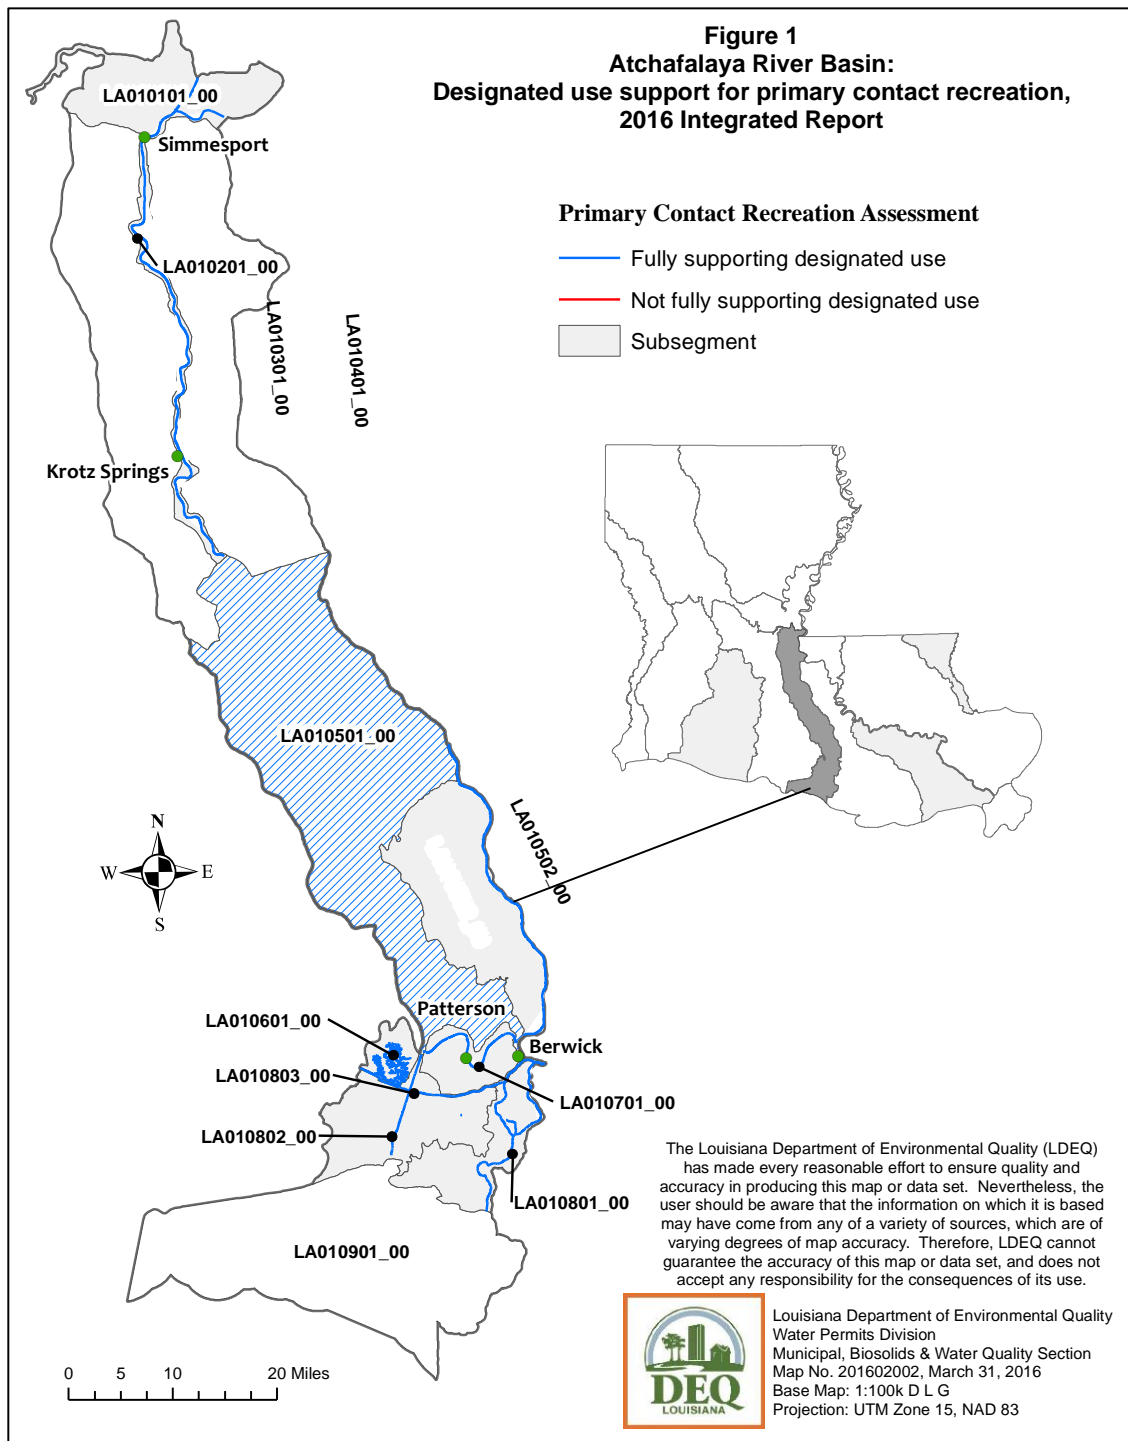 Figure 1
Atchafalaya River Basin:
Designated use support for primary contact recreation,
2016 Integrated Report
Primary Contact Recreation Assessment
Fully supporting designated use
Not fully supporting designated use
Subsegment
LA010101_00
Simmesport
LA010201_00
LA010301_00
LA010401_00
Krotz Springs
LA010501_00
LA010502_00
N
W
E
S
Patterson
LA010601_00
Berwick
LA010803_00
LA010701_00
LA010802_00
LA010801_00
LA010901_00
The Louisiana Department of Environmental Quality (LDEQ)
has made every reasonable effort to ensure quality and
accuracy in producing this map or data set. Nevertheless, the
user should be aware that the information on which it is based
may have come from any of a variety of sources, which are of
varying degrees of map accuracy. Therefore, LDEQ cannot
guarantee the accuracy of this map or data set, and does not
accept any responsibility for the consequences of its use.
DEQ
LOUISIANA
Louisiana Department of Environmental Quality
Water Permits Division
Municipal, Biosolids & Water Quality Section
Map No. 201602002, March 31, 2016
Base Map: 1:100k D L G
Projection: UTM Zone 15, NAD 83
0 5 10 20 Miles